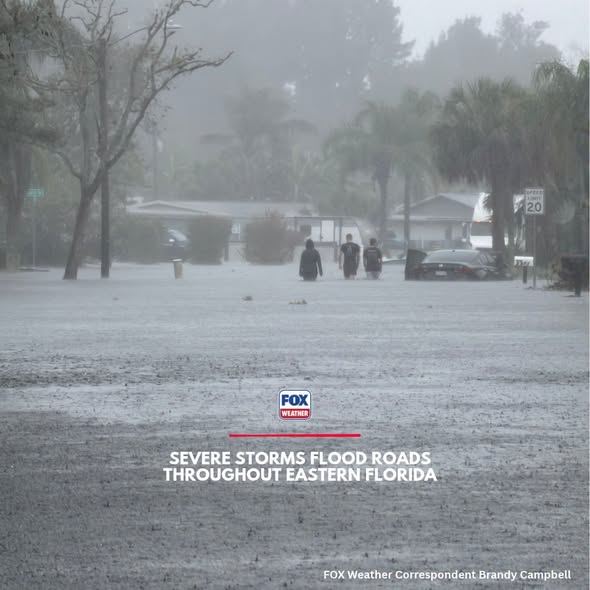 SPEED
LIMIT
20
FOX
WEATHER
SEVERE STORMS FLOOD ROADS
THROUGHOUT EASTERN FLORIDA
FOX Weather Correspondent Brandy Campbell